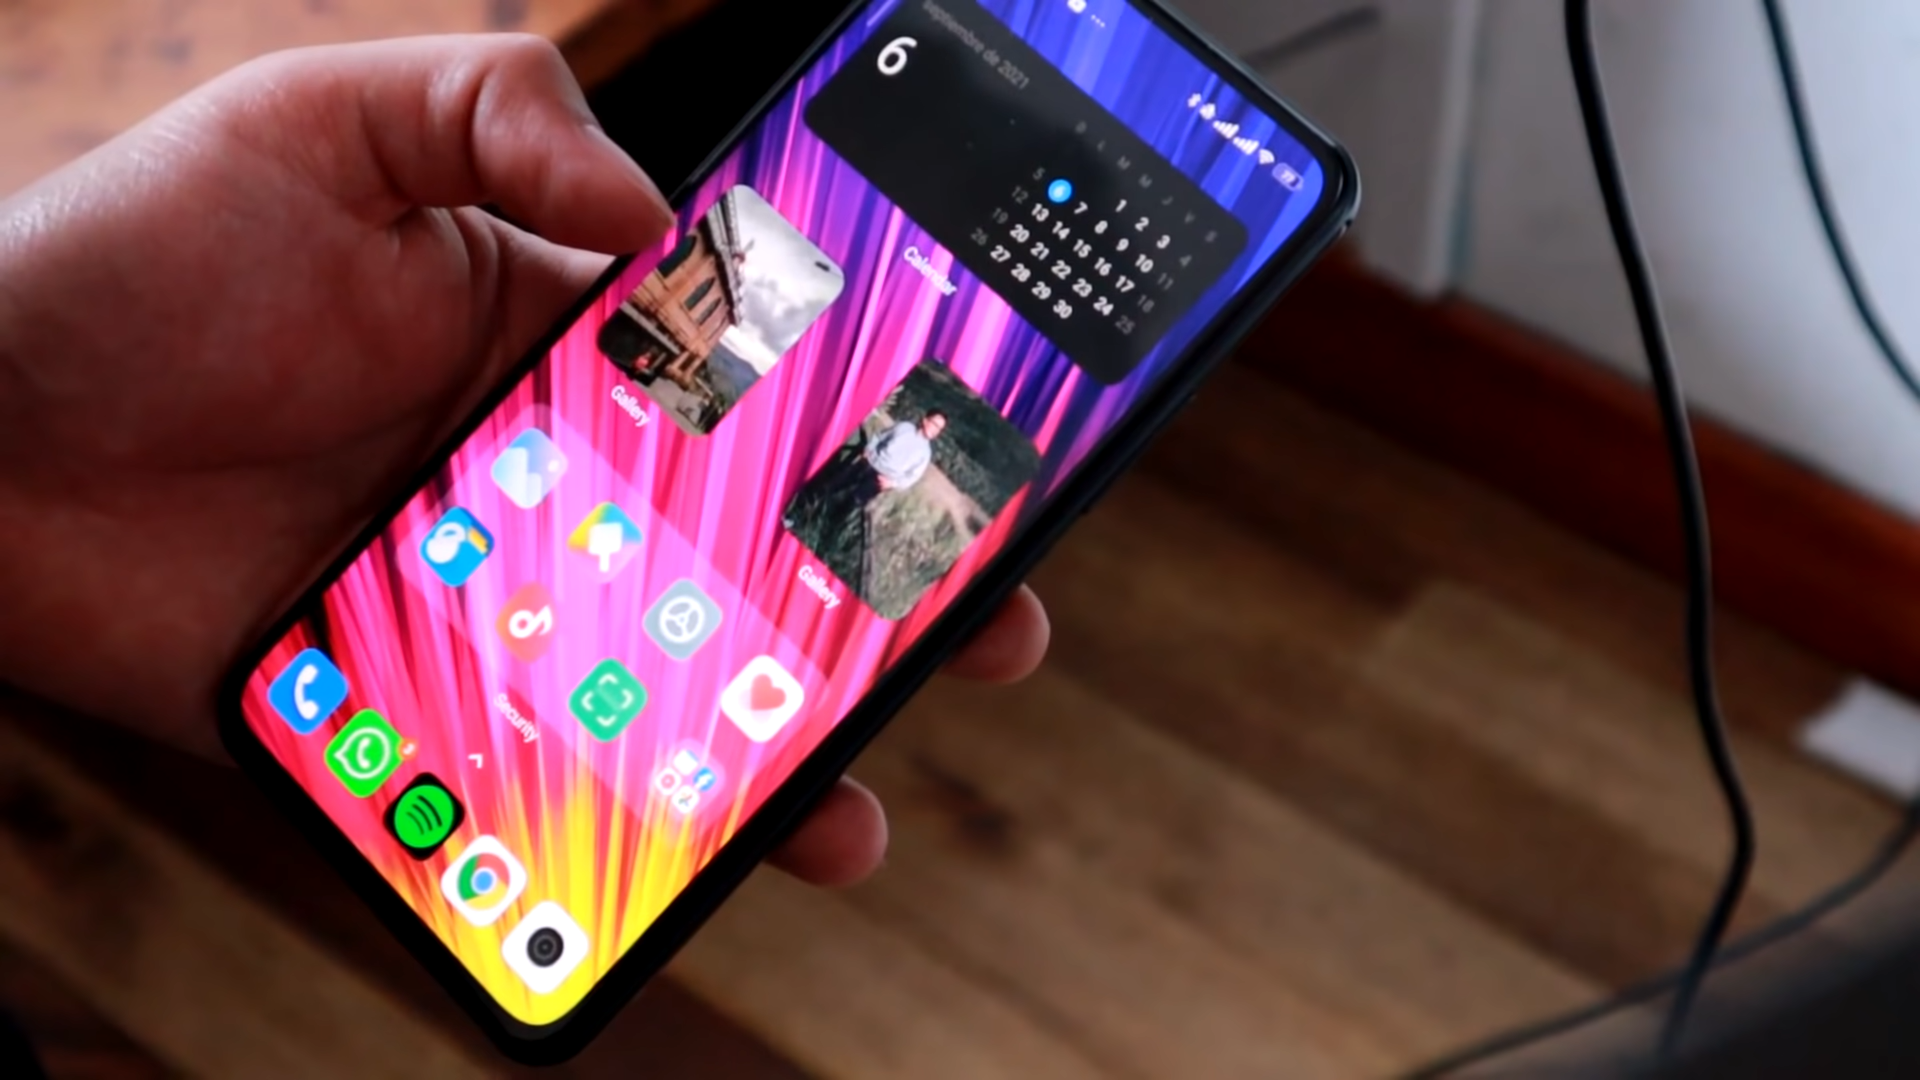 77
6
septiembre de 2021
D L M M J V S
1 2 3 4
5 6 7 8 9 10 11
12 13 14 15 16 17 18
19 20 21 22 23 24 25
26 27 28 29 30
Calendar
Gallery
Gallery
Security
3